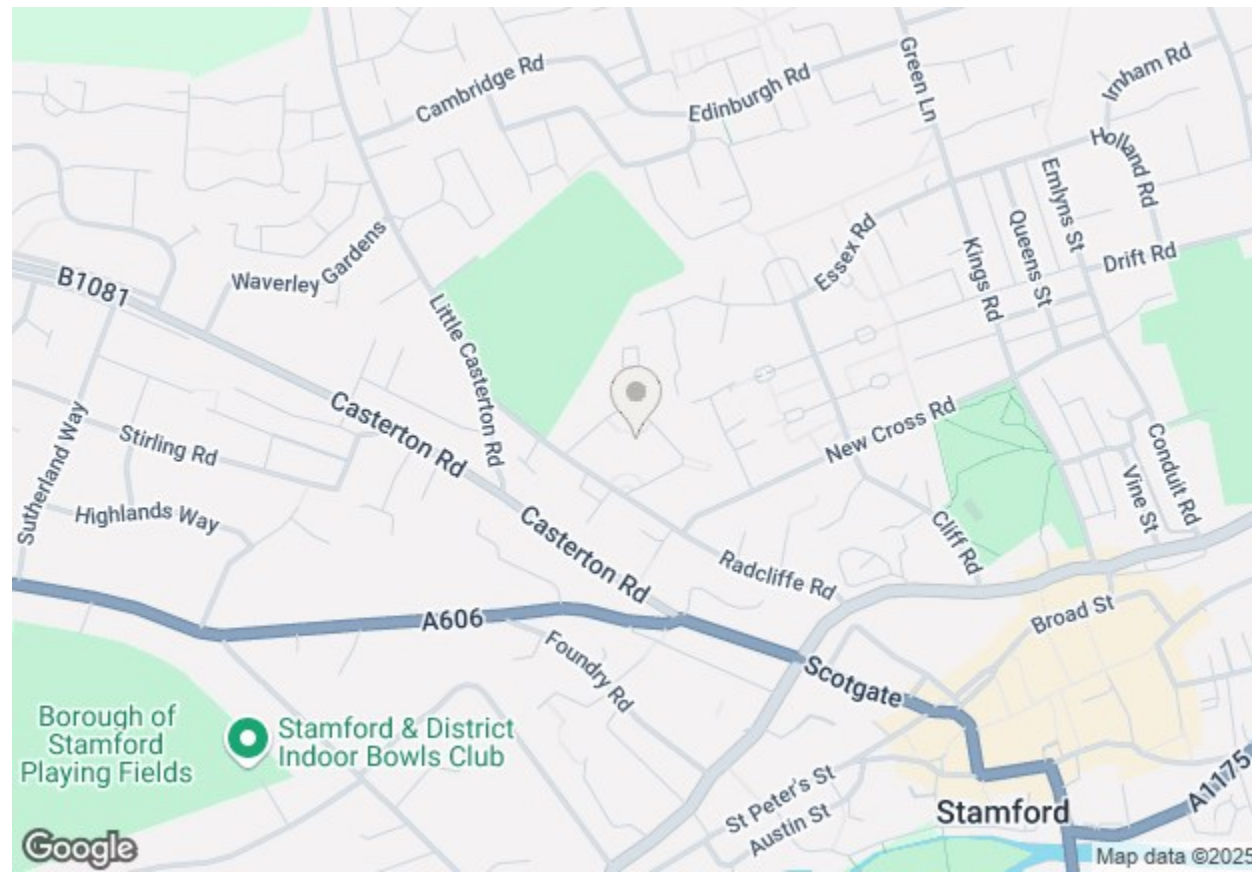 Cambridge Rd
Edinburgh Rd
Green Ln
Irnham Rd
Holland Rd
Emlyns St
Queens St
Essex Rd
Kings Rd
Drift Rd
B1081
Waverley Gardens
Little Casterton Rd
Casterton Rd
Sutherland Way
Stirling Rd
Highlands Way
New Cross Rd
Conduit Rd
Vine St
Casterton Rd
Cliff Rd
Radcliffe Rd
A606
Broad St
Foundry Rd
Scotgate
Borough of
Stamford
Playing Fields
Stamford & District
Indoor Bowls Club
St Peter's St
Austin St
Stamford
A1175
Google
Map data ©2025